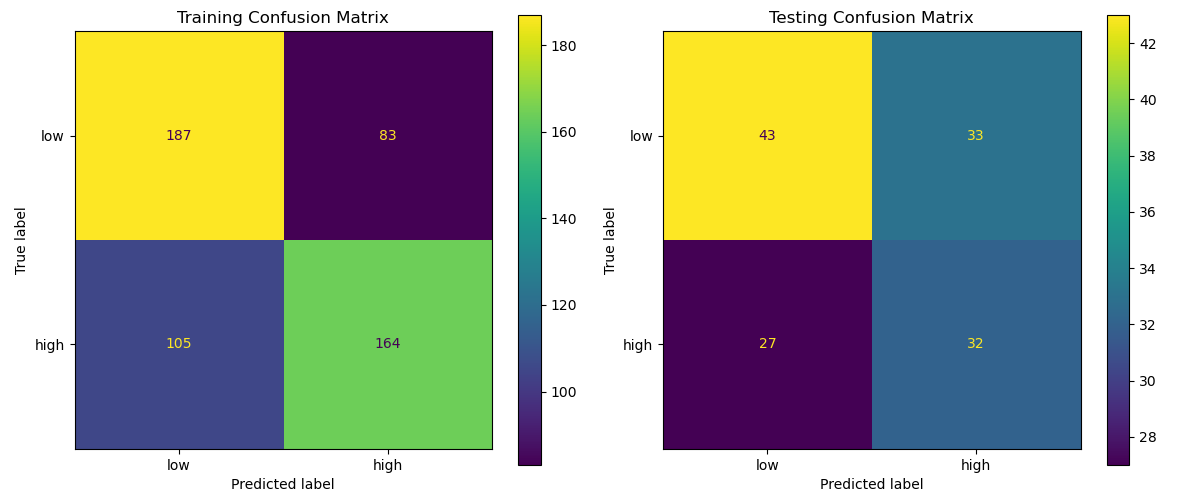 Training Confusion Matrix
True label
low
high
187
83
105
164
low
high
Predicted label
180
160
140
120
100
Testing Confusion Matrix
True label
low
high
43
33
27
32
low
high
Predicted label
42
40
38
36
34
32
30
28